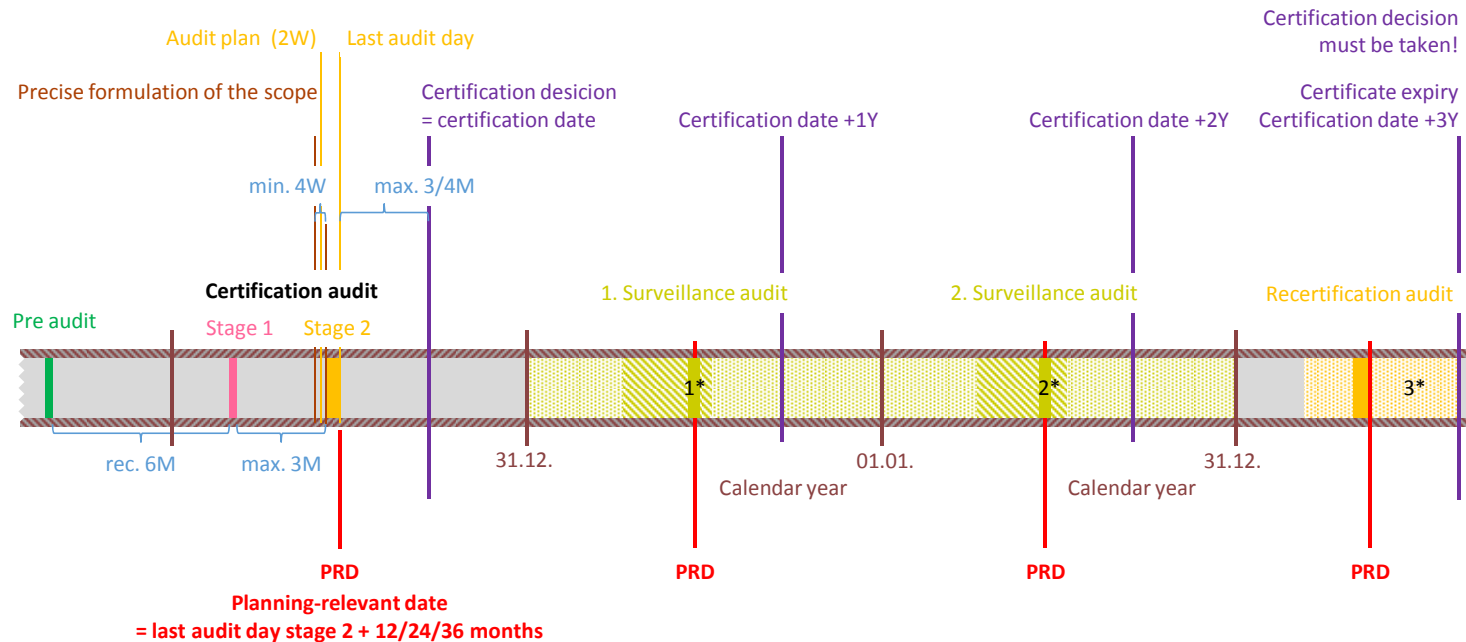 Certification decision
must be taken!
Audit plan (2W)
Last audit day
Precise formulation of the scope
Certification desicion
= certification date
Certification date +1Y
Certification date +2Y
Certificate expiry
Certification date +3Y
min. 4W
max. 3/4M
Certification audit
1. Surveillance audit
2. Surveillance audit
Recertification audit
Pre audit
Stage 1
Stage 2
1*
2*
3*
rec. 6M
max. 3M
31.12.
01.01.
31.12.
Calendar year
Calendar year
PRD
PRD
PRD
PRD
Planning-relevant date
= last audit day stage 2 + 12/24/36 months